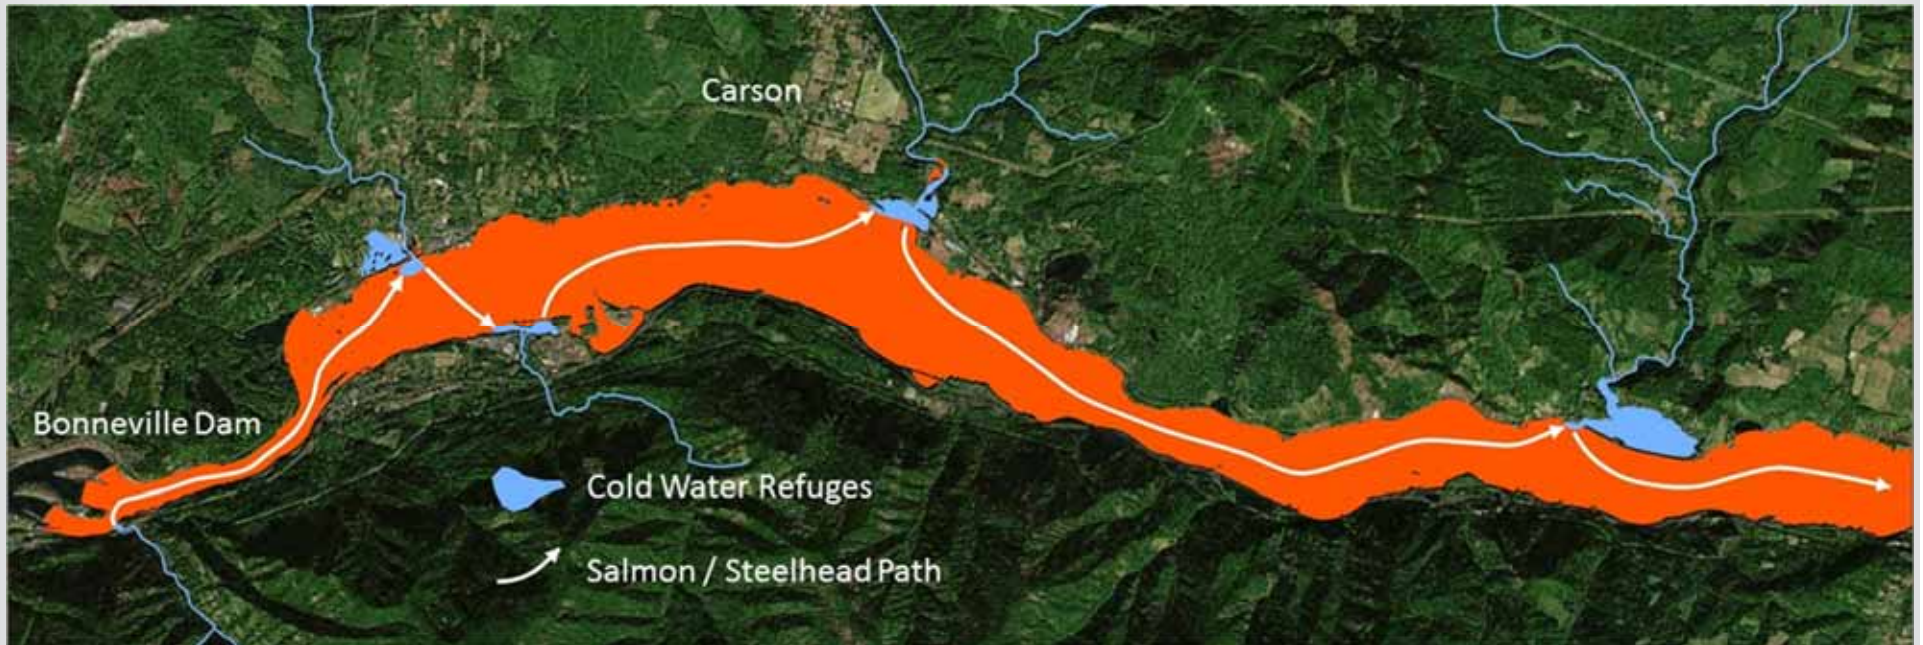 Carson
Bonneville Dam
Cold Water Refuges
Salmon / Steelhead Path